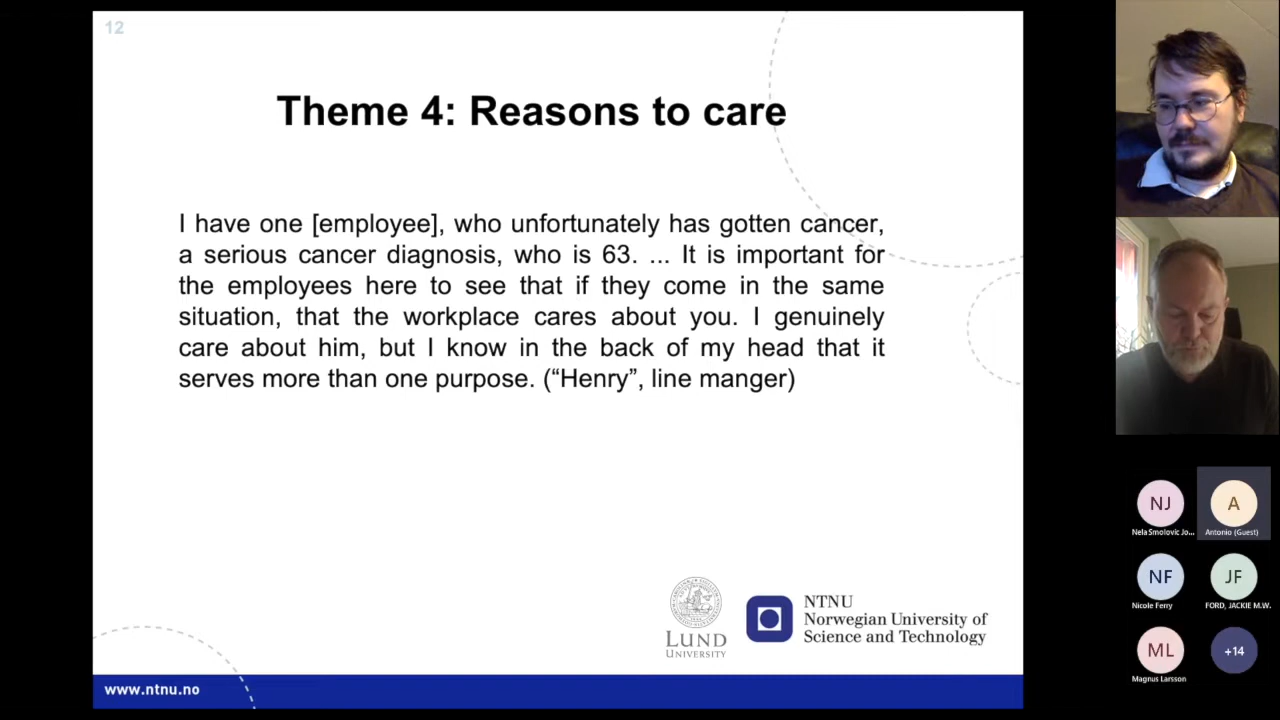 12
Theme 4: Reasons to care
I have one [employee], who unfortunately has gotten cancer,
a serious cancer diagnosis, who is 63. ... It is important for
the employees here to see that if they come in the same
situation, that the workplace cares about you. I genuinely
care about him, but I know in the back of my head that it
serves more than one purpose. (“Henry”, line manger)
LUND
UNIVERSITY
NTNU
Norwegian University of
Science and Technology
www.ntno.no
NJ
A
Nela Smolovic Jo...
Antonio (Guest)
NF
JF
Nicole Ferry
FORD, JACKIE M.W.
ML
+14
Magnus Larsson